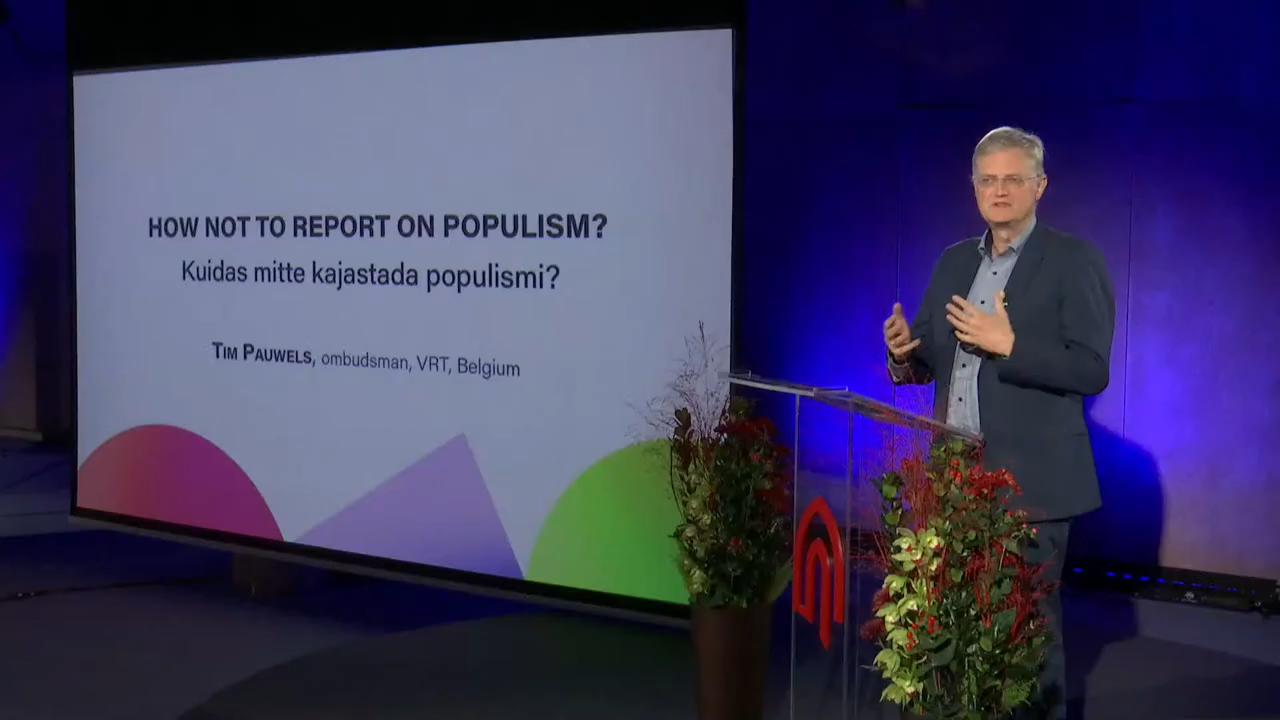 HOW NOT TO REPORT ON POPULISM?
Kuidas mitte kajastada populismi?
TIM PAUWELS, ombudsman, VRT, Belgium